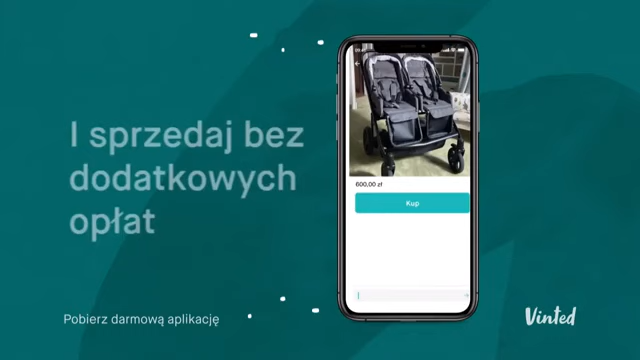 I sprzedaj bez
dodatkowych
opłat
600,00 zł
Kup
Pobierz darmową aplikację
Vinted